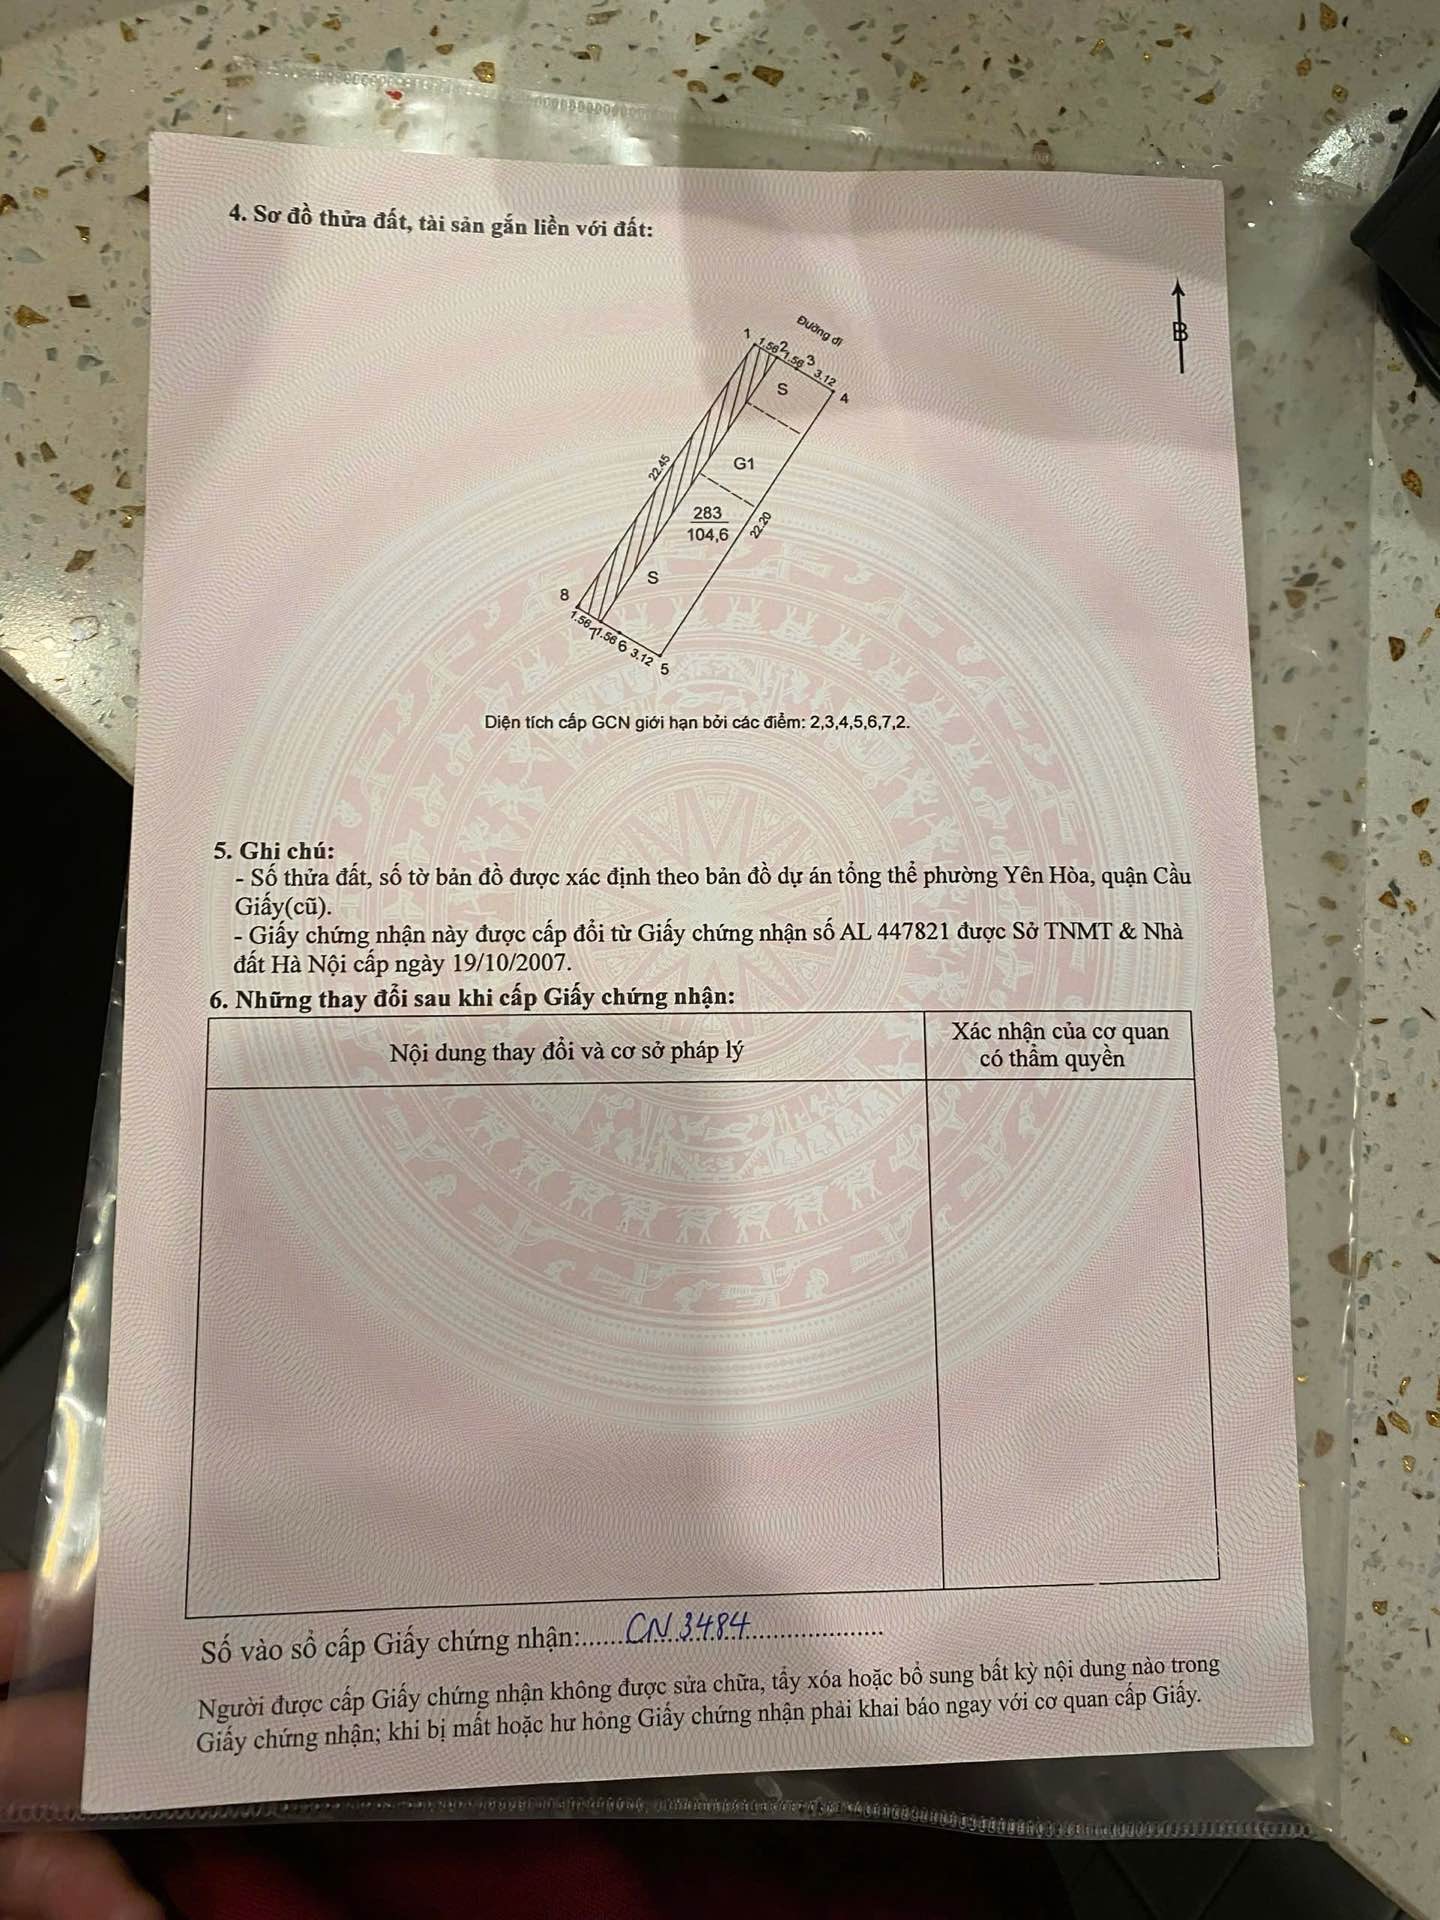 4. Sơ đồ thửa đất, tài sản gắn liền với đất:
Đường đi
B
1 1.56 2 1.56 3 3.12 4
S
22.45
G1
283
104,6
22.20
S
8
1.56 7 1.56 6 3.12 5
Diện tích cấp GCN giới hạn bởi các điểm: 2,3,4,5,6,7,2.
5. Ghi chú:
- Số thửa đất, số tờ bản đồ được xác định theo bản đồ dự án tổng thể phường Yên Hòa, quận Cầu
Giấy(cũ).
- Giấy chứng nhận này được cấp đổi từ Giấy chứng nhận số AL 447821 được Sở TNMT & Nhà
đất Hà Nội cấp ngày 19/10/2007.
6. Những thay đổi sau khi cấp Giấy chứng nhận:
Nội dung thay đổi và cơ sở pháp lý
Xác nhận của cơ quan
có thẩm quyền
Số vào sổ cấp Giấy chứng nhận:......CN 3484..................
Người được cấp Giấy chứng nhận không được sửa chữa, tẩy xóa hoặc bổ sung bất kỳ nội dung nào trong
Giấy chứng nhận; khi bị mất hoặc hư hỏng Giấy chứng nhận phải khai báo ngay với cơ quan cấp Giấy.